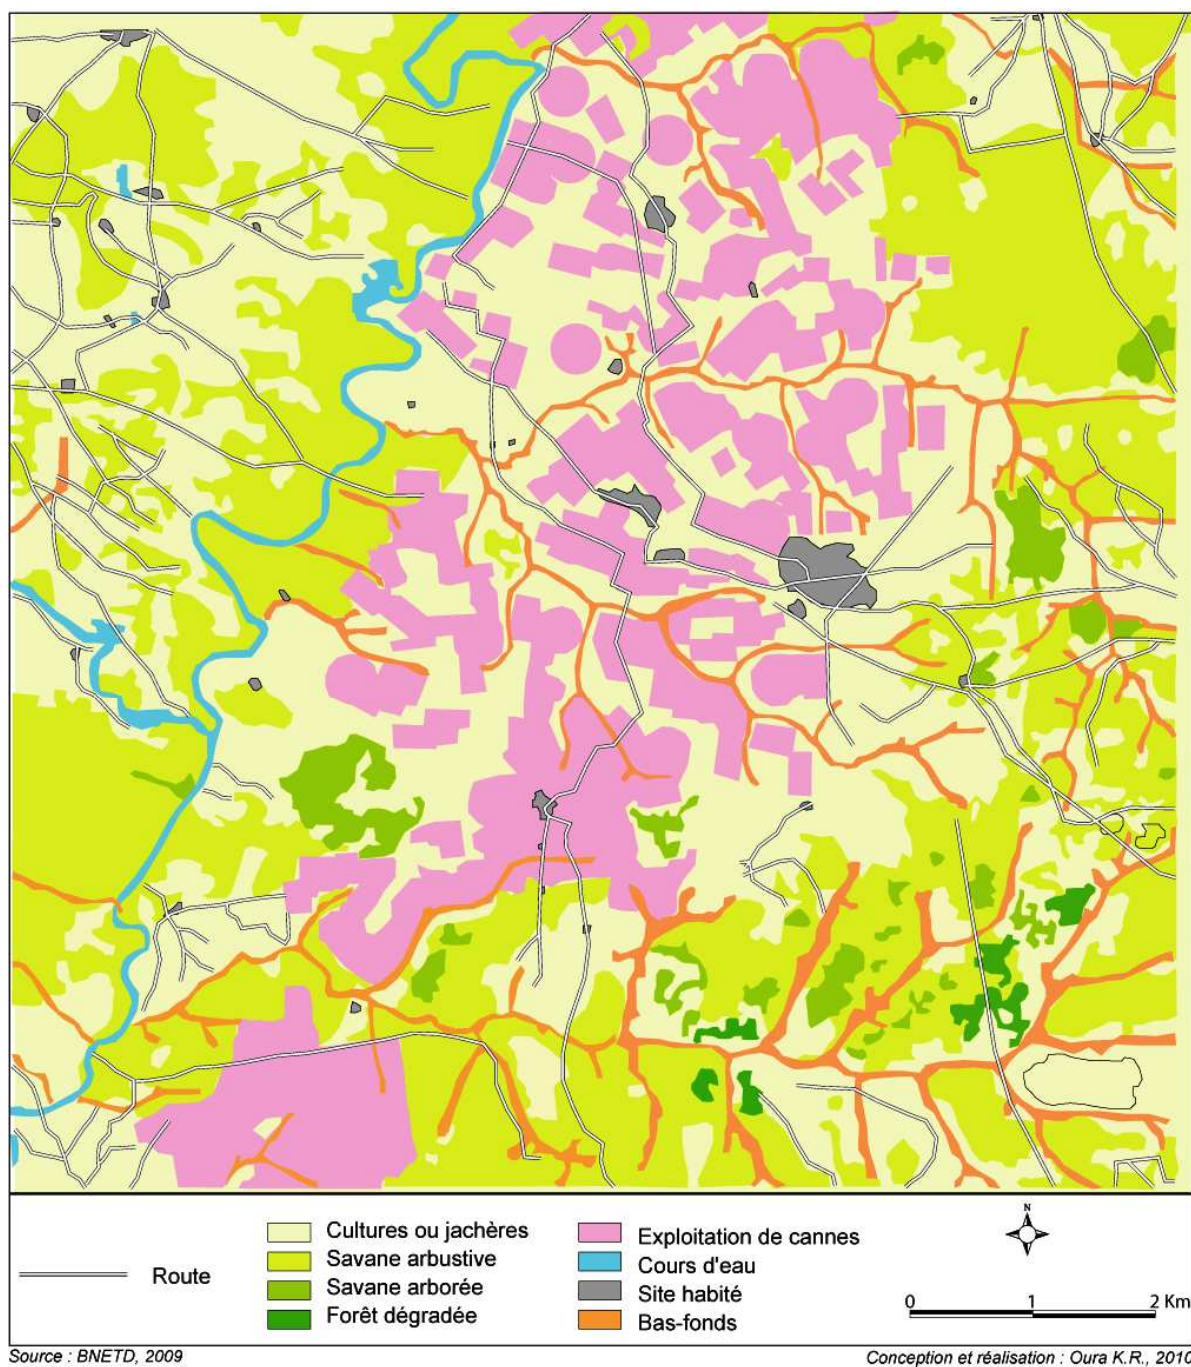 N
Route
Cultures ou jachères
Savane arbustive
Savane arborée
Forêt dégradée
Exploitation de cannes
Cours d'eau
Site habité
Bas-fonds
0 1 2 Km
Source : BNETD, 2009
Conception et réalisation : Oura K.R., 2010